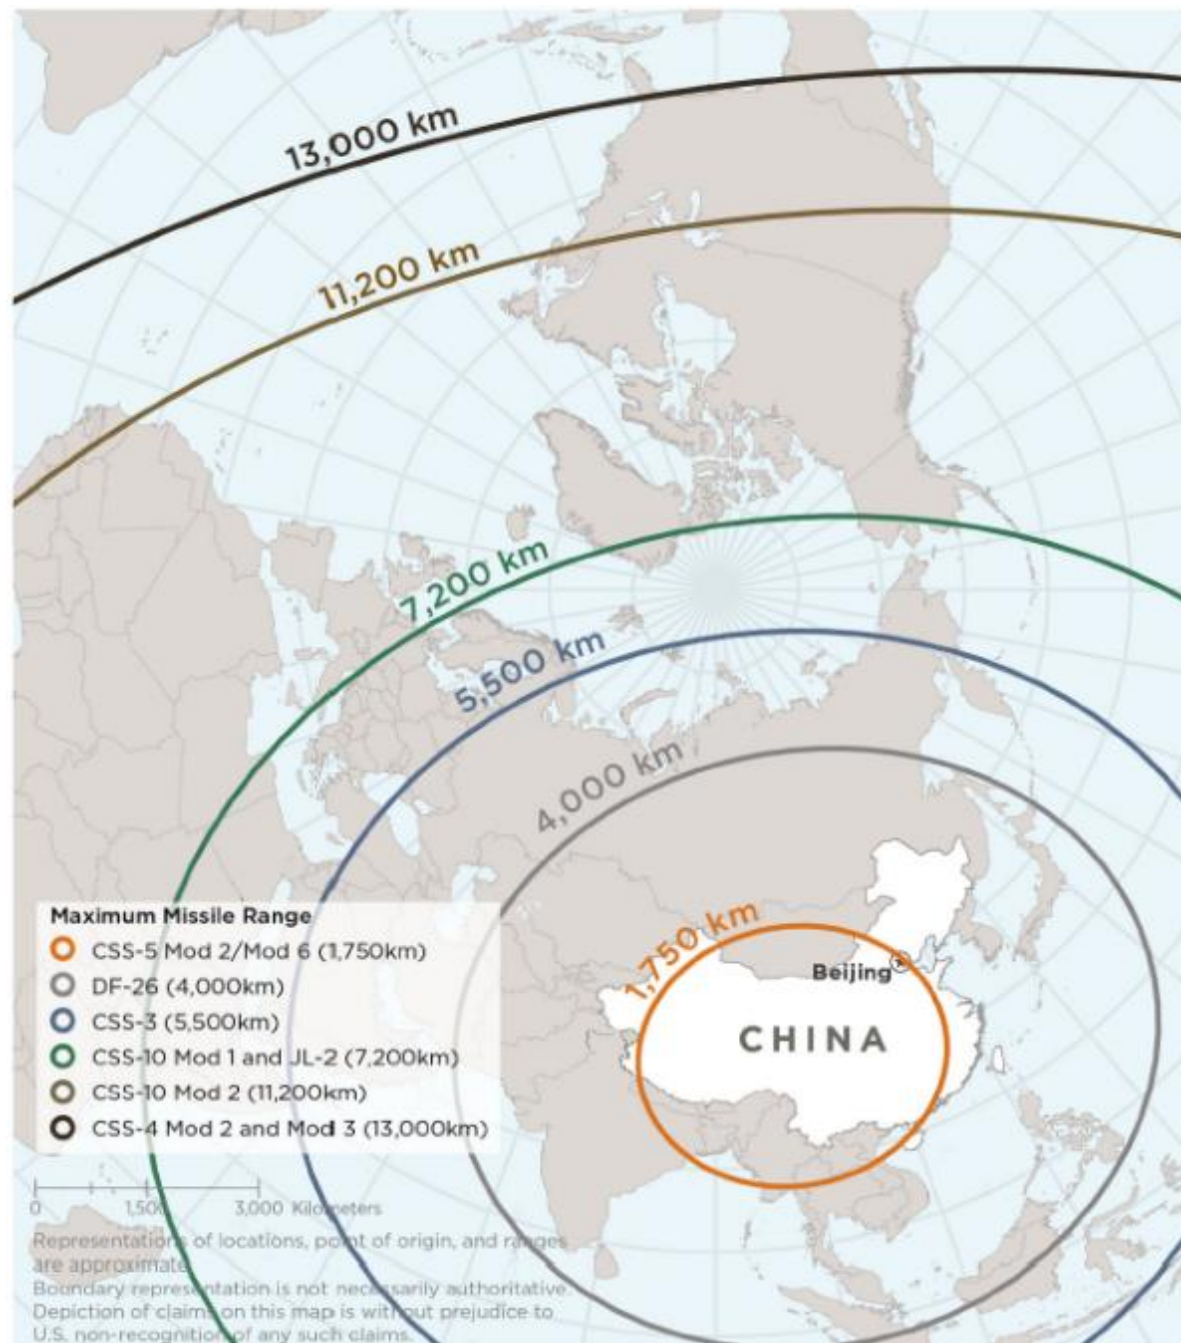 13,000 km
11,200 km
7,200 km
5,500 km
4,000 km
1,750 km
Beijing
CHINA
Maximum Missile Range
CSS-5 Mod 2/Mod 6 (1,750km)
DF-26 (4,000km)
CSS-3 (5,500km)
CSS-10 Mod 1 and JL-2 (7,200km)
CSS-10 Mod 2 (11,200km)
CSS-4 Mod 2 and Mod 3 (13,000km)
0 1,500 3,000 Kilometers
Representations of locations, point of origin, and ranges
are approximate
Boundary representation is not necessarily authoritative.
Depiction of claims on this map is without prejudice to
U.S. non-recognition of any such claims.